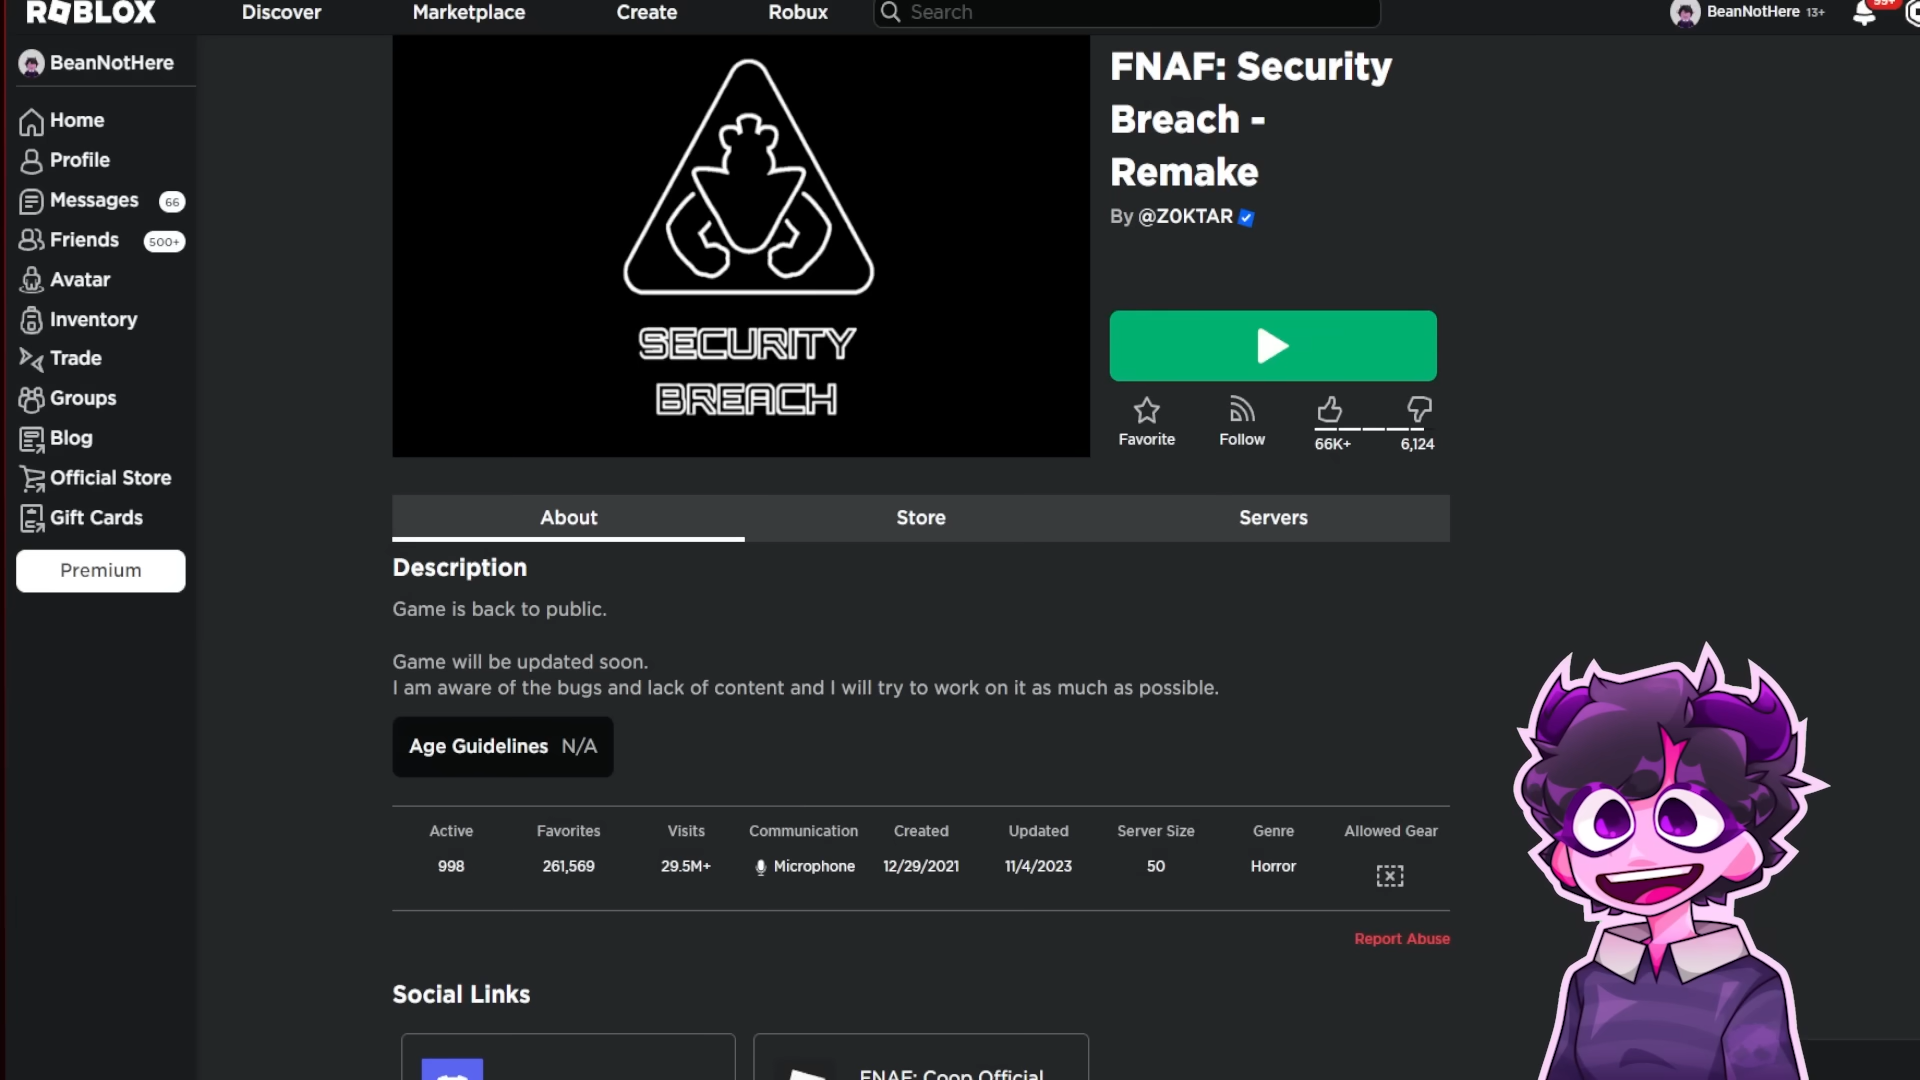 ROBLOX
Discover
Marketplace
Create
Robux
Search
BeanNotHere 13+
99+
BeanNotHere
Home
Profile
Messages 66
Friends 500+
Avatar
Inventory
Trade
Groups
Blog
Official Store
Gift Cards
Premium
SECURITY
BREACH
FNAF: Security
Breach -
Remake
By @Z0KTAR
Favorite
Follow
66K+
6,124
About
Store
Servers
Description
Game is back to public.
Game will be updated soon.
I am aware of the bugs and lack of content and I will try to work on it as much as possible.
Age Guidelines N/A
Active Favorites Visits Communication Created Updated Server Size Genre Allowed Gear
998 261,569 29.5M+ Microphone 12/29/2021 11/4/2023 50 Horror
Report Abuse
Social Links
FNAF: Coop Official